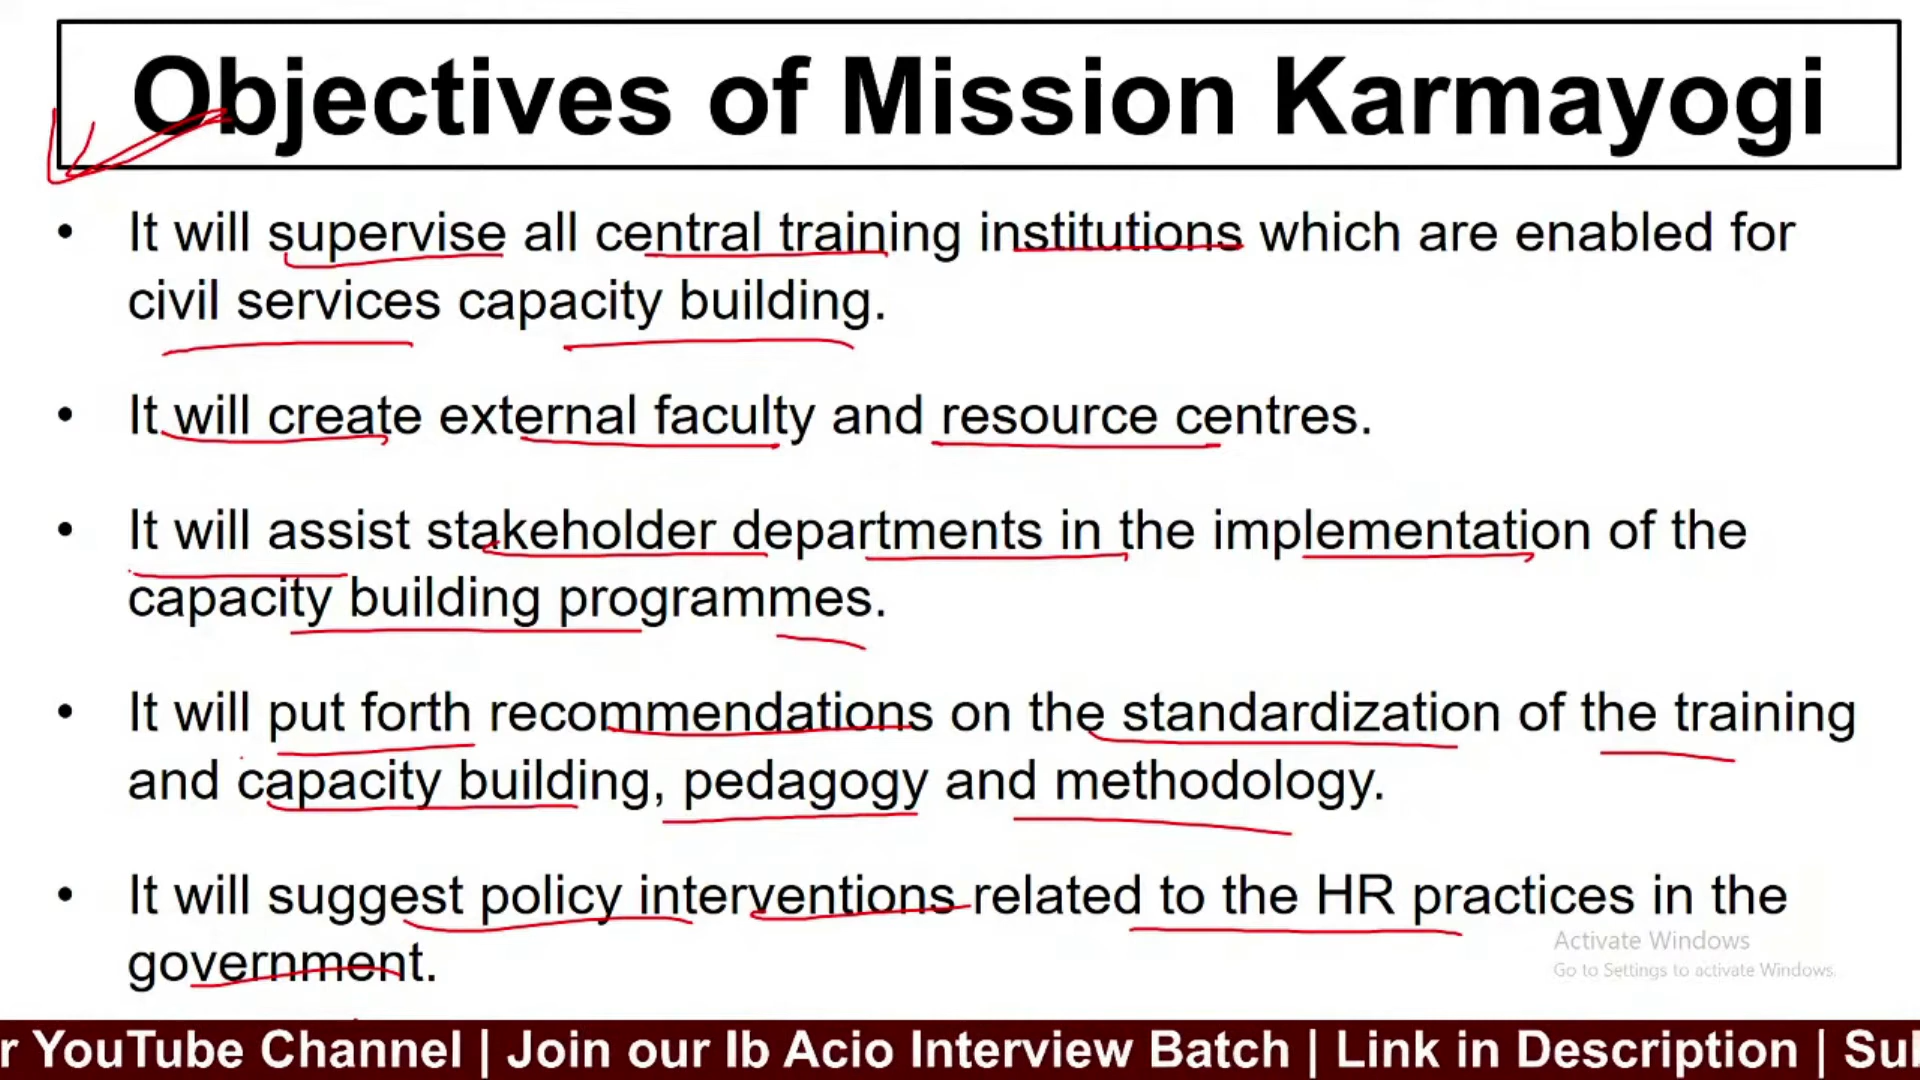 Objectives of Mission Karmayogi
• It will supervise all central training institutions which are enabled for
civil services capacity building.
• It will create external faculty and resource centres.
• It will assist stakeholder departments in the implementation of the
capacity building programmes.
• It will put forth recommendations on the standardization of the training
and capacity building, pedagogy and methodology.
• It will suggest policy interventions related to the HR practices in the
government.
Activate Windows
Go to Settings to activate Windows.
r YouTube Channel | Join our Ib Acio Interview Batch | Link in Description | Su